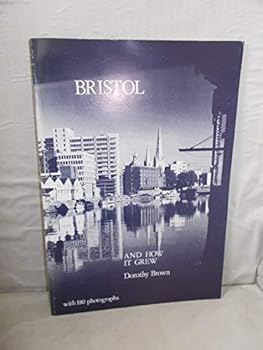 BRISTOL
AND HOW
IT GREW
Dorothy Brown
with 180 photographs